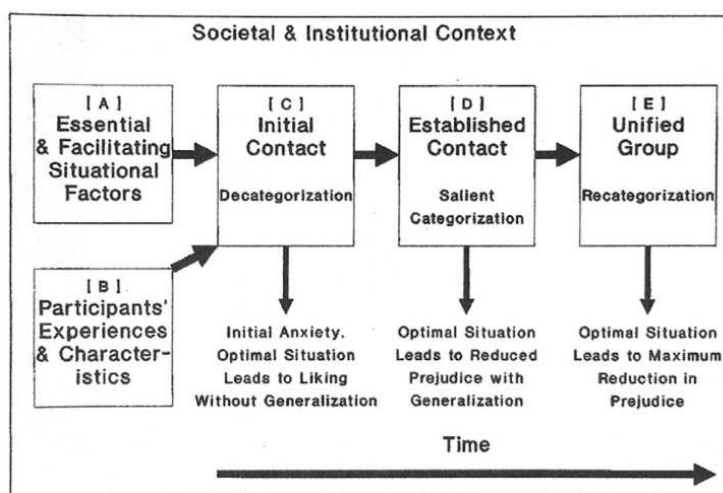 Societal & Institutional Context
[ A ]
Essential
& Facilitating
Situational
Factors
[ B ]
Participants'
Experiences
& Character-
istics
[ C ]
Initial
Contact
Decategorization
[ D ]
Established
Contact
Salient
Categorization
[ E ]
Unified
Group
Recategorization
Initial Anxiety.
Optimal Situation
Leads to Liking
Without Generalization
Optimal Situation
Leads to Reduced
Prejudice with
Generalization
Optimal Situation
Leads to Maximum
Reduction in
Prejudice
Time